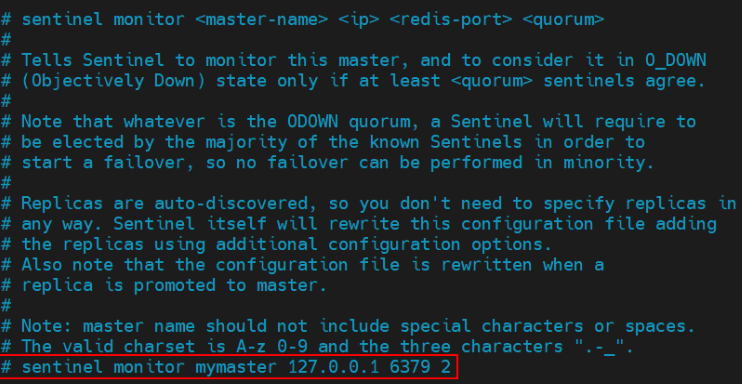 # sentinel monitor <master-name> <ip> <redis-port> <quorum>
#
# Tells Sentinel to monitor this master, and to consider it in O_DOWN
# (Objectively Down) state only if at least <quorum> sentinels agree.
#
# Note that whatever is the ODOWN quorum, a Sentinel will require to
# be elected by the majority of the known Sentinels in order to
# start a failover, so no failover can be performed in minority.
#
# Replicas are auto-discovered, so you don't need to specify replicas in
# any way. Sentinel itself will rewrite this configuration file adding
# the replicas using additional configuration options.
# Also note that the configuration file is rewritten when a
# replica is promoted to master.
#
# Note: master name should not include special characters or spaces.
# The valid charset is A-z 0-9 and the three characters ".-_".
# sentinel monitor mymaster 127.0.0.1 6379 2